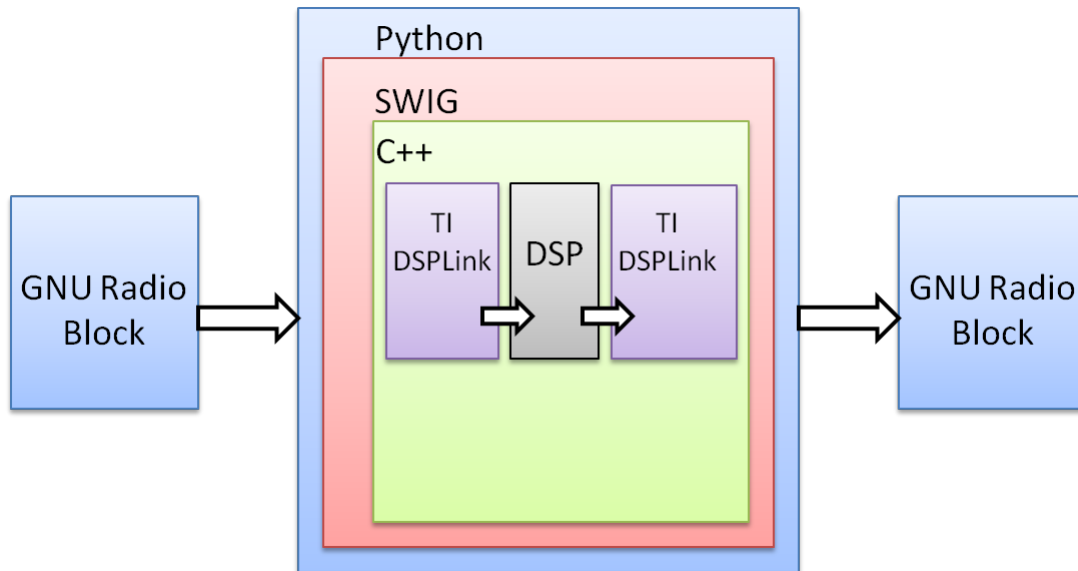 Python
SWIG
C++
GNU Radio
Block
TI
DSPLink
DSP
TI
DSPLink
GNU Radio
Block